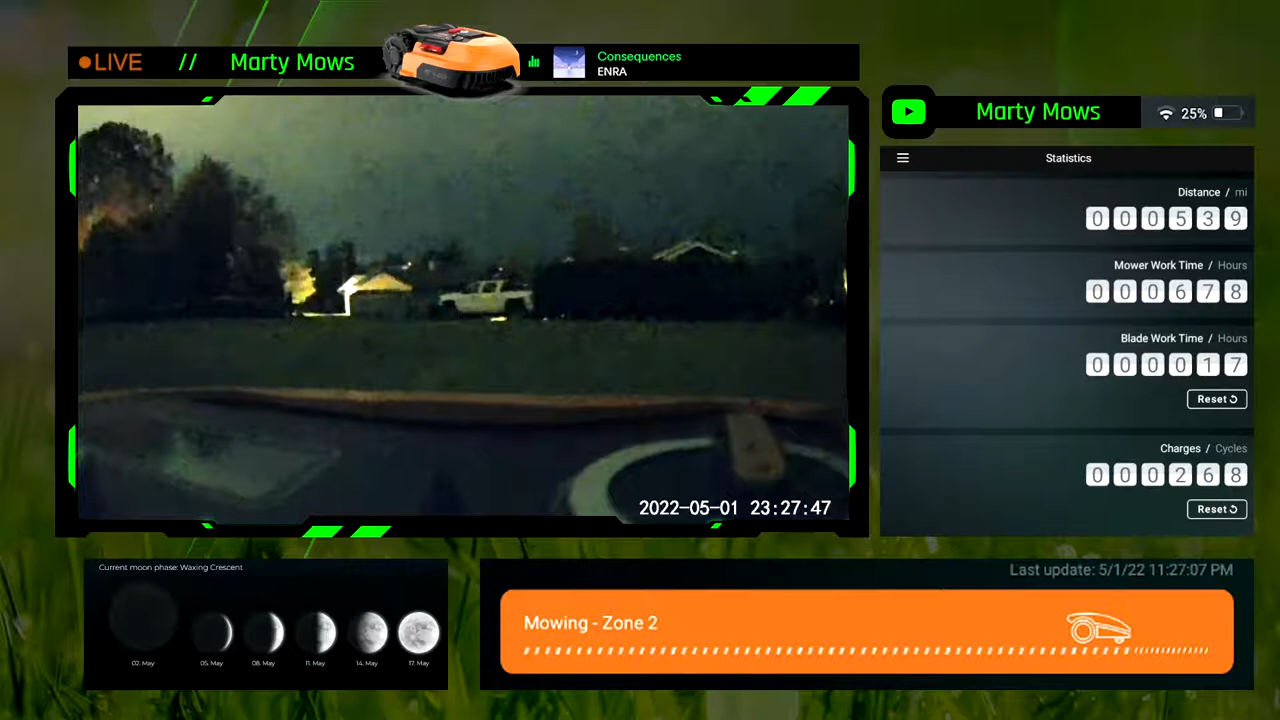 LIVE // Marty Mows
Consequences
ENRA
Marty Mows
25%
Statistics
Distance / mi
000539
Mower Work Time / Hours
000678
Blade Work Time / Hours
000017
Reset
Charges / Cycles
000268
Reset
2022-05-01 23:27:47
Current moon phase: Waxing Crescent
02. May 05. May 08. May 11. May 14. May 17. May
Last update: 5/1/22 11:27:07 PM
Mowing - Zone 2